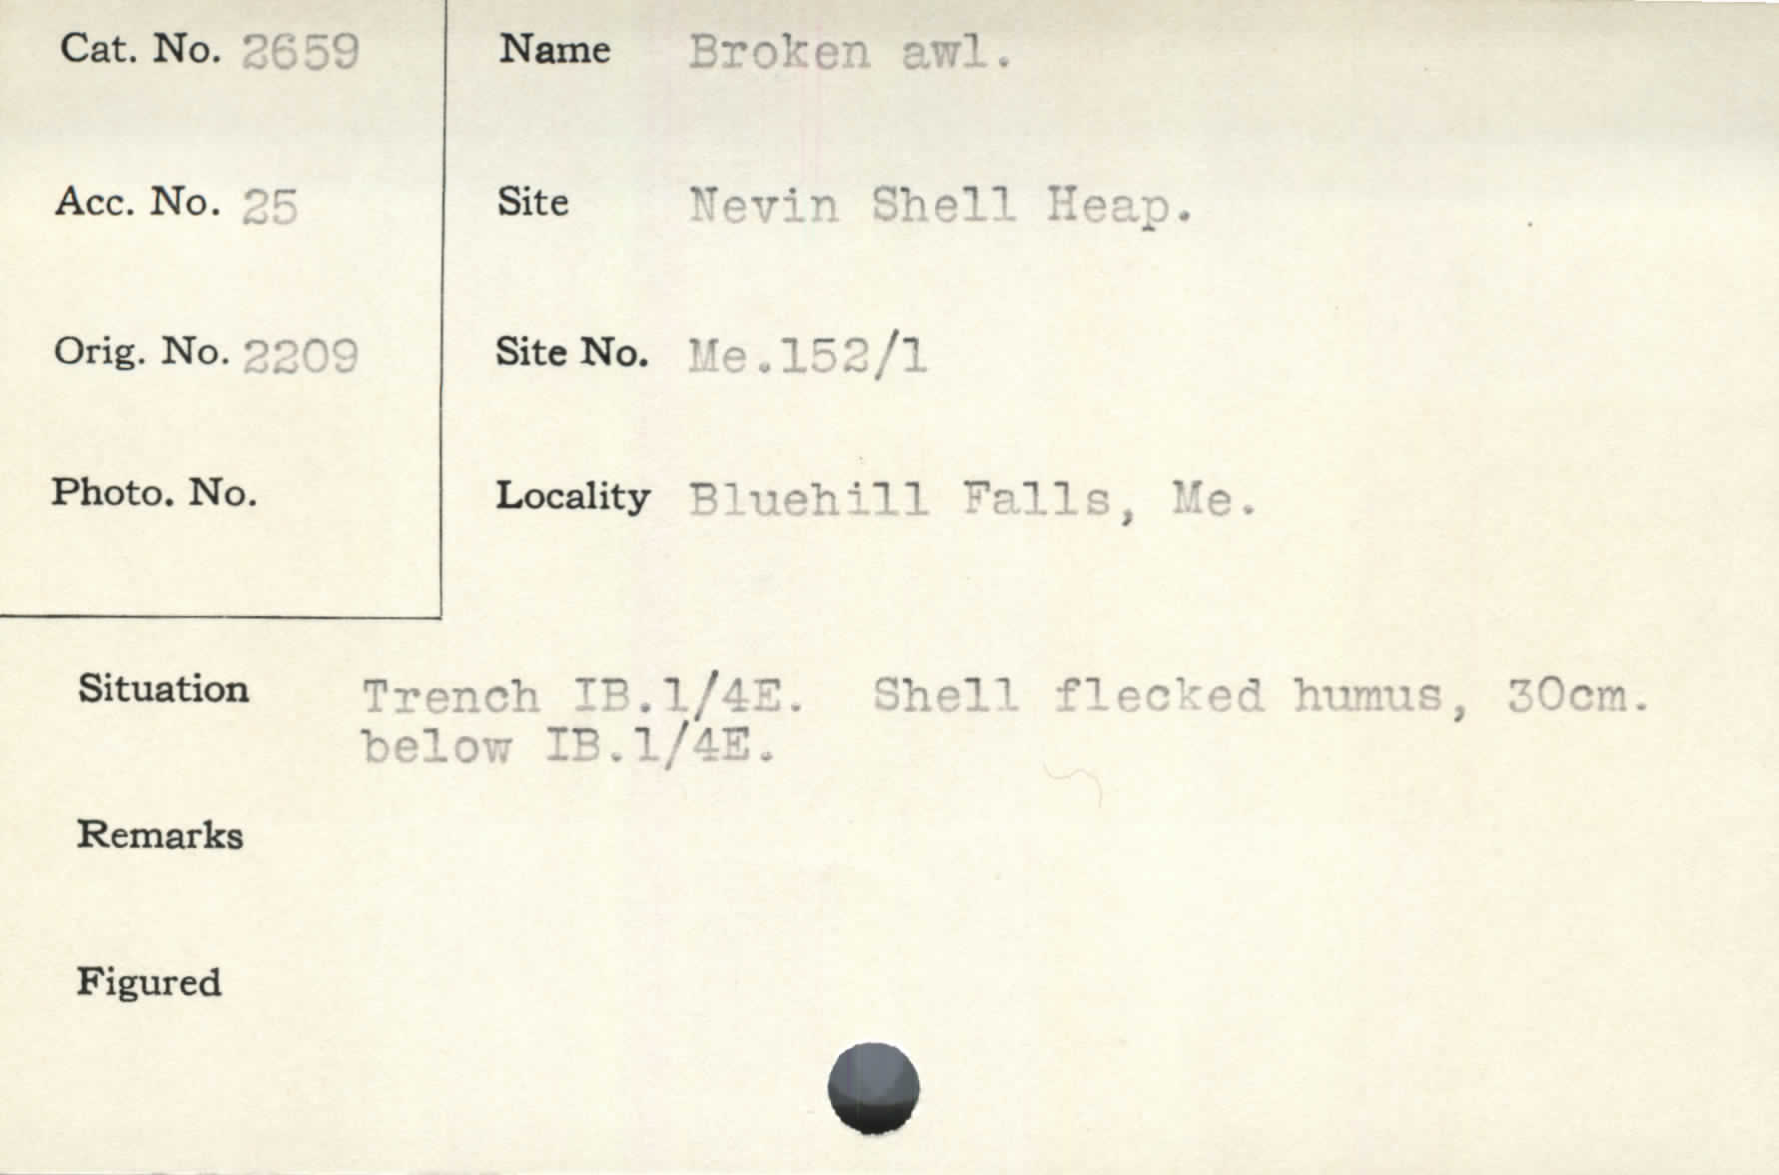 Cat. No. 2659
Acc. No. 25
Orig. No. 2209
Photo. No.
Name Broken awl.
Site Nevin Shell Heap.
Site No. Me.152/1
Locality Bluehill Falls, Me.
Situation Trench IB.1/4E. Shell flecked humus, 30cm.
below IB.1/4E.
Remarks
Figured